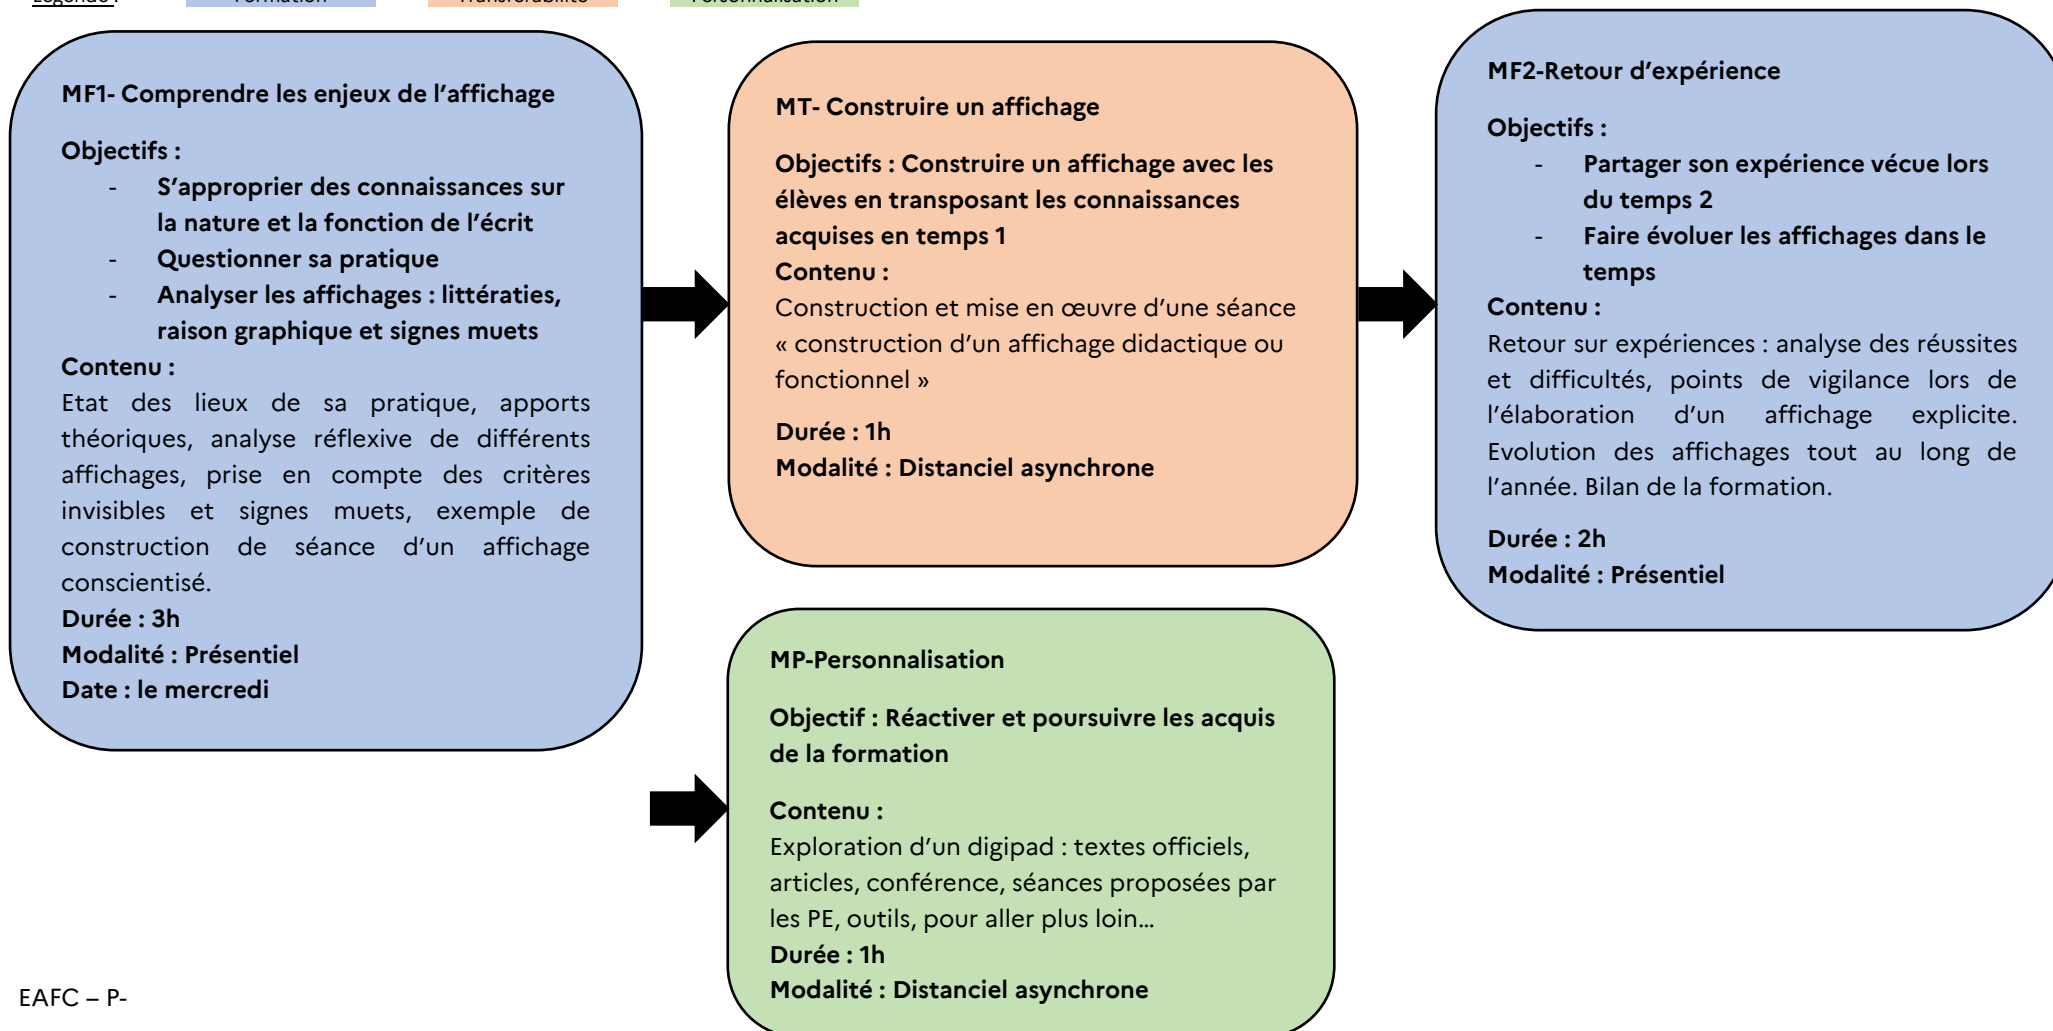 Légende :
Formation
Transférabilité
Personnalisation
MF1- Comprendre les enjeux de l’affichage
Objectifs :
- S’approprier des connaissances sur
la nature et la fonction de l’écrit
- Questionner sa pratique
- Analyser les affichages : littératies,
raison graphique et signes muets
Contenu :
Etat des lieux de sa pratique, apports
théoriques, analyse réflexive de différents
affichages, prise en compte des critères
invisibles et signes muets, exemple de
construction de séance d’un affichage
conscientisé.
Durée : 3h
Modalité : Présentiel
Date : le mercredi
MT- Construire un affichage
Objectifs : Construire un affichage avec les
élèves en transposant les connaissances
acquises en temps 1
Contenu :
Construction et mise en œuvre d’une séance
« construction d’un affichage didactique ou
fonctionnel »
Durée : 1h
Modalité : Distanciel asynchrone
MF2-Retour d’expérience
Objectifs :
- Partager son expérience vécue lors
du temps 2
- Faire évoluer les affichages dans le
temps
Contenu :
Retour sur expériences : analyse des réussites
et difficultés, points de vigilance lors de
l’élaboration d’un affichage explicite.
Evolution des affichages tout au long de
l’année. Bilan de la formation.
Durée : 2h
Modalité : Présentiel
MP-Personnalisation
Objectif : Réactiver et poursuivre les acquis
de la formation
Contenu :
Exploration d’un digipad : textes officiels,
articles, conférence, séances proposées par
les PE, outils, pour aller plus loin…
Durée : 1h
Modalité : Distanciel asynchrone
EAFC – P-